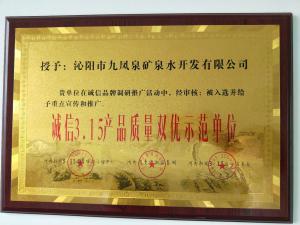 授予：沁阳市九凤泉矿泉水开发有限公司
贵单位在诚信品牌调研推广活动中，经审核：被入选并给
予重点宣传和推广。
诚信3.15产品质量双优示范单位